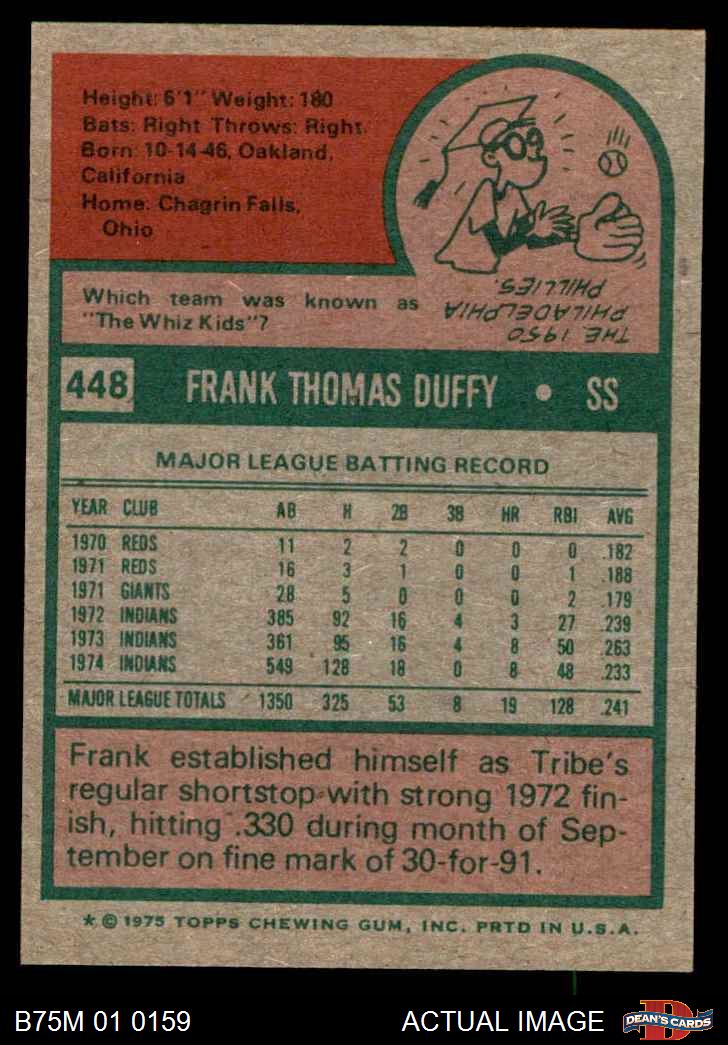 Height: 6'1" Weight: 180
Bats: Right Throws: Right
Born: 10-14-46, Oakland,
California
Home: Chagrin Falls,
Ohio
Which team was known as
"The Whiz Kids"?
THE 1950
PHILADELPHIA
PHILLIES.
448 FRANK THOMAS DUFFY • SS
MAJOR LEAGUE BATTING RECORD
YEAR CLUB AB H 2B 3B HR RBI AVG
1970 REDS 11 2 2 0 0 0 .182
1971 REDS 16 3 1 0 0 1 .188
1971 GIANTS 28 5 0 0 0 2 .179
1972 INDIANS 385 92 16 4 3 27 .239
1973 INDIANS 361 95 16 4 8 50 .263
1974 INDIANS 549 128 18 0 8 48 .233
MAJOR LEAGUE TOTALS 1350 325 53 8 19 128 .241
Frank established himself as Tribe's
regular shortstop with strong 1972 fin-
ish, hitting .330 during month of Sep-
tember on fine mark of 30-for-91.
* © 1975 TOPPS CHEWING GUM, INC. PRTD IN U.S.A.
B75M 01 0159 ACTUAL IMAGE
D
DEAN'S CARDS